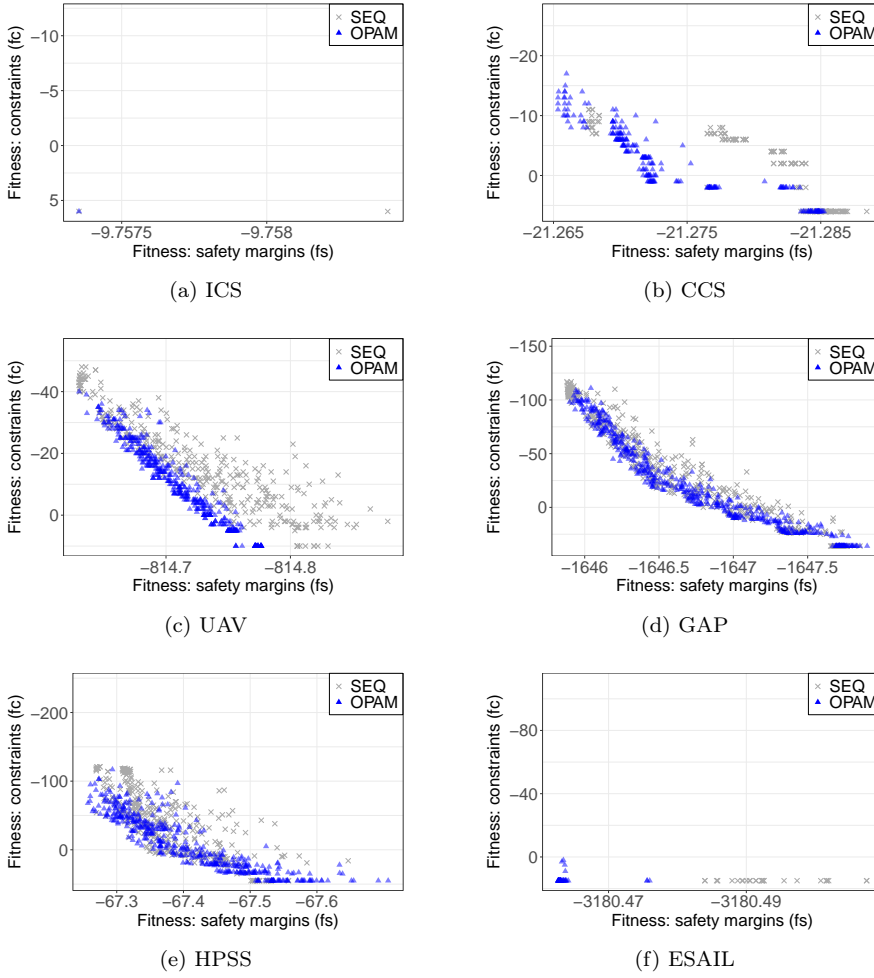 SEQ
OPAM
Fitness: constraints (fc)
−10
−5
0
5
−9.7575
−9.758
Fitness: safety margins (fs)
(a) ICS
SEQ
OPAM
Fitness: constraints (fc)
−20
−10
0
−21.265
−21.275
−21.285
Fitness: safety margins (fs)
(b) CCS
SEQ
OPAM
Fitness: constraints (fc)
−40
−20
0
−814.7
−814.8
Fitness: safety margins (fs)
(c) UAV
SEQ
OPAM
Fitness: constraints (fc)
−150
−100
−50
0
−1646
−1646.5
−1647
−1647.5
Fitness: safety margins (fs)
(d) GAP
SEQ
OPAM
Fitness: constraints (fc)
−200
−100
0
−67.3
−67.4
−67.5
−67.6
Fitness: safety margins (fs)
(e) HPSS
SEQ
OPAM
Fitness: constraints (fc)
−80
−40
0
−3180.47
−3180.49
Fitness: safety margins (fs)
(f) ESAIL